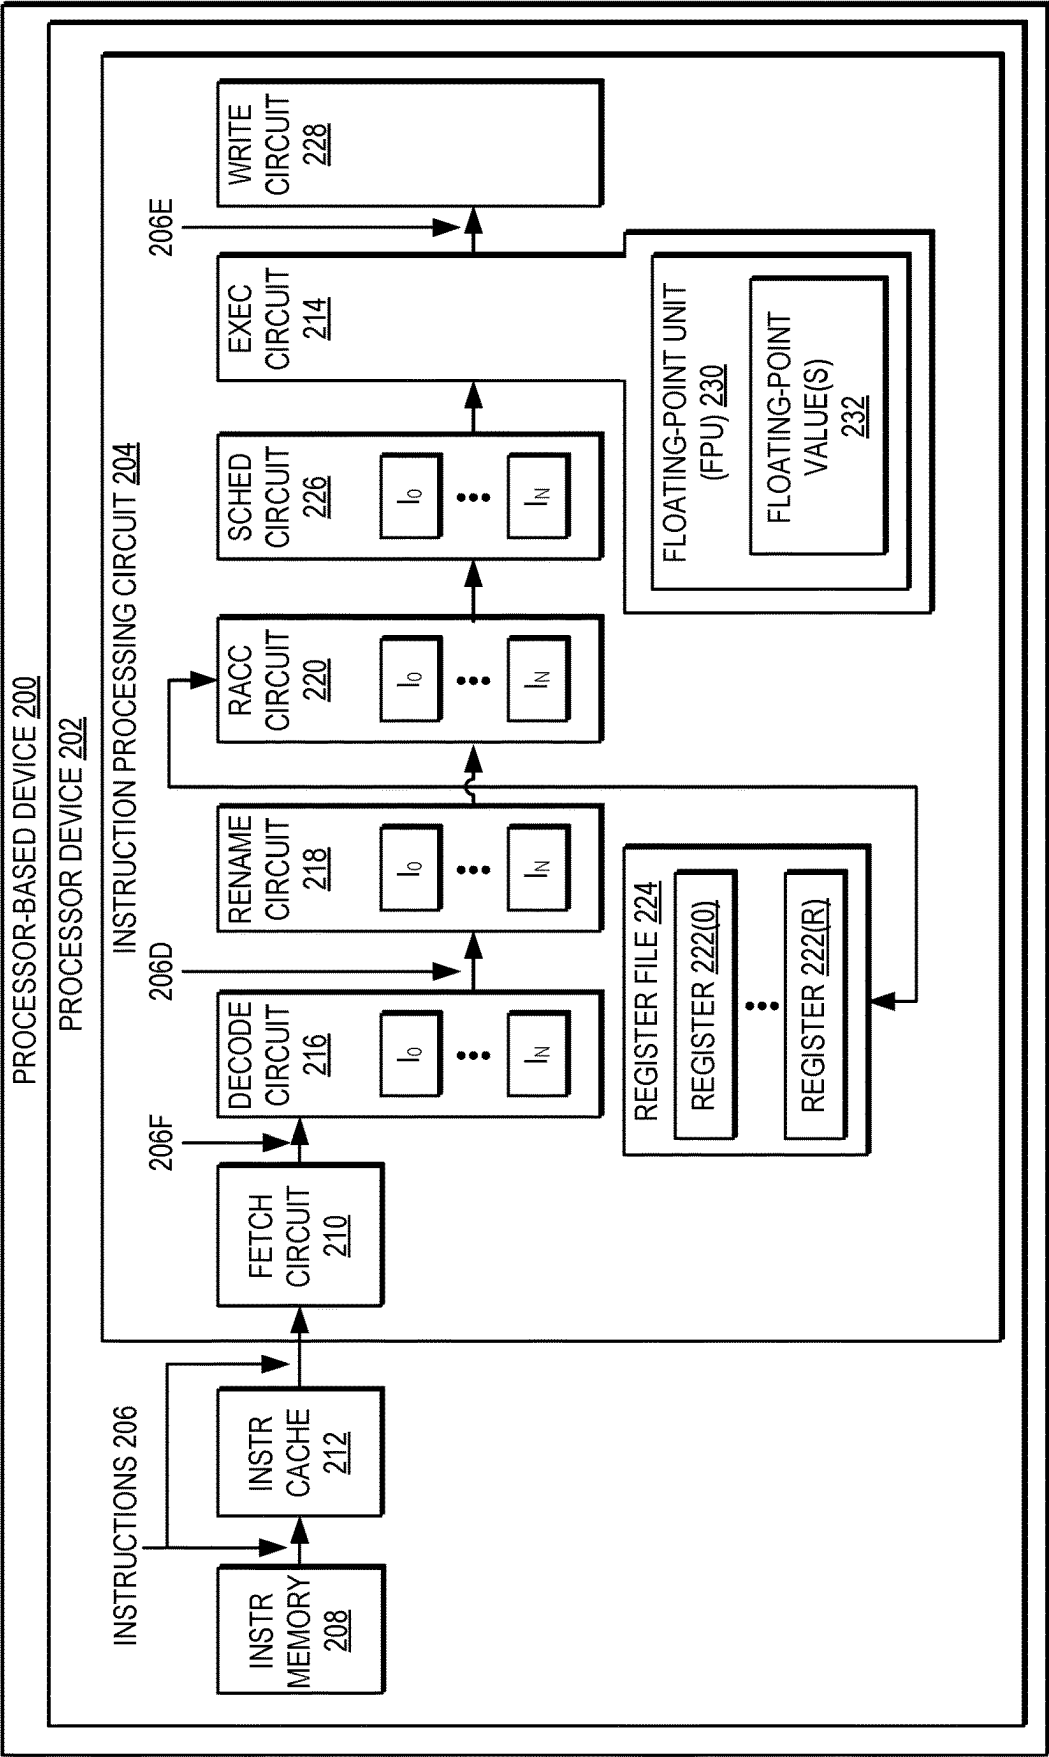 PROCESSOR-BASED DEVICE 200
PROCESSOR DEVICE 202
INSTRUCTIONS 206
INSTRUCTION PROCESSING CIRCUIT 204
INSTR
MEMORY
208
INSTR
CACHE
212
FETCH
CIRCUIT
210
206F
DECODE
CIRCUIT
216
I0
•••
IN
206D
RENAME
CIRCUIT
218
I0
•••
IN
RACC
CIRCUIT
220
I0
•••
IN
SCHED
CIRCUIT
226
I0
•••
IN
EXEC
CIRCUIT
214
206E
WRITE
CIRCUIT
228
REGISTER FILE 224
REGISTER 222(0)
•••
REGISTER 222(R)
FLOATING-POINT UNIT
(FPU) 230
FLOATING-POINT
VALUE(S)
232